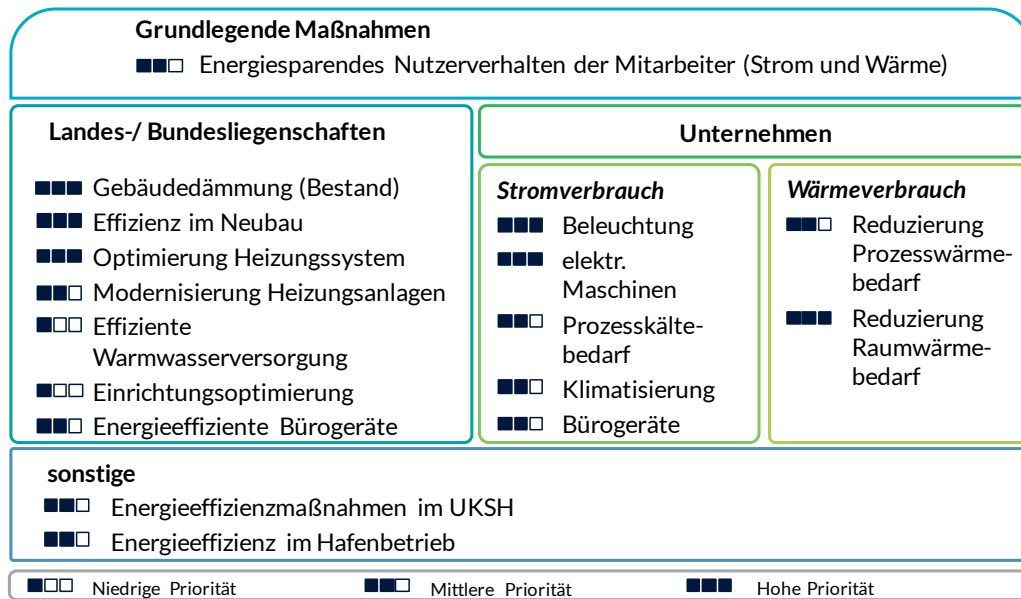 Grundlegende Maßnahmen
Energiesparendes Nutzerverhalten der Mitarbeiter (Strom und Wärme)
Landes-/ Bundesliegenschaften
Gebäudedämmung (Bestand)
Effizienz im Neubau
Optimierung Heizungssystem
Modernisierung Heizungsanlagen
Effiziente
Warmwasserversorgung
Einrichtungsoptimierung
Energieeffiziente Bürogeräte
Unternehmen
Stromverbrauch
Beleuchtung
elektr.
Maschinen
Prozesskälte-
bedarf
Klimatisierung
Bürogeräte
Wärmeverbrauch
Reduzierung
Prozesswärme-
bedarf
Reduzierung
Raumwärme-
bedarf
sonstige
Energieeffizienzmaßnahmen im UKSH
Energieeffizienz im Hafenbetrieb
Niedrige Priorität
Mittlere Priorität
Hohe Priorität